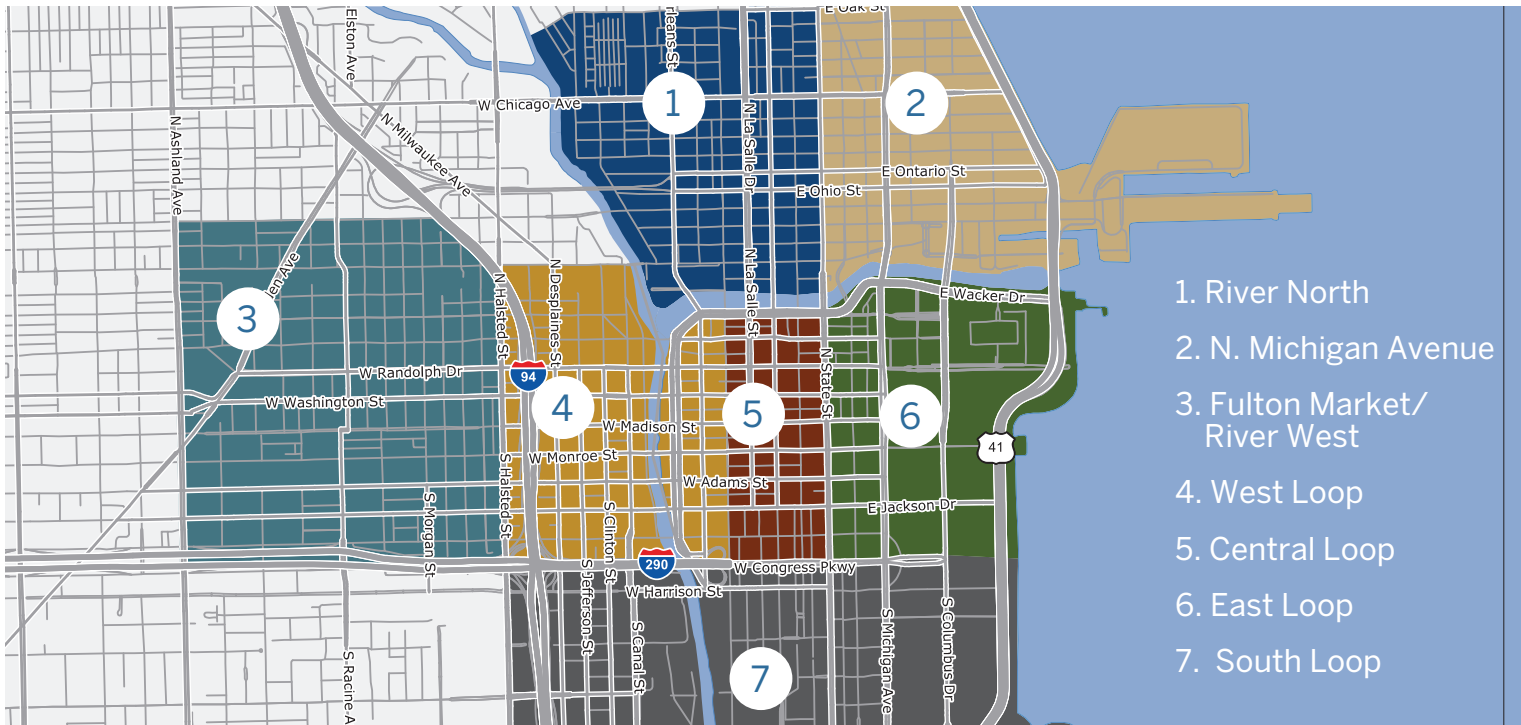 E Oak St
Elston Ave
rleans St
W Chicago Ave
1
2
N Ashland Ave
N Milwaukee Ave
N La Salle Dr
E Ontario St
E Ohio St
len Ave
3
N Halsted St
N Desplaines St
N La Salle St
E Wacker Dr
1. River North
2. N. Michigan Avenue
3. Fulton Market/
River West
4. West Loop
5. Central Loop
6. East Loop
7. South Loop
W Randolph Dr
94
N State St
W Washington St
4
5
6
W Madison St
W Monroe St
41
S Halsted St
W Adams St
S Morgan St
S Clinton St
E Jackson Dr
290
W Congress Pkwy
W Harrison St
S Jefferson St
S Canal St
S Michigan Ave
S Columbus Dr
S Racine A
7